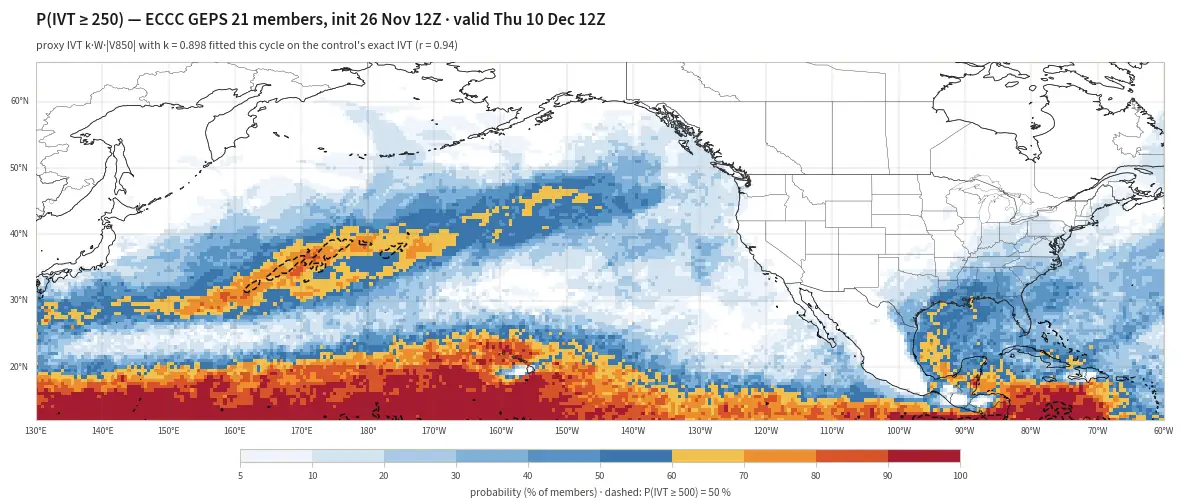 P(IVT ≥ 250) — ECCC GEPS 21 members, init 26 Nov 12Z · valid Thu 10 Dec 12Z
proxy IVT k·W·|V850| with k = 0.898 fitted this cycle on the control's exact IVT (r = 0.94)
60°N
50°N
40°N
30°N
20°N
130°E 140°E 150°E 160°E 170°E 180° 170°W 160°W 150°W 140°W 130°W 120°W 110°W 100°W 90°W 80°W 70°W 60°W
5 10 20 30 40 50 60 70 80 90 100
probability (% of members) · dashed: P(IVT ≥ 500) = 50 %